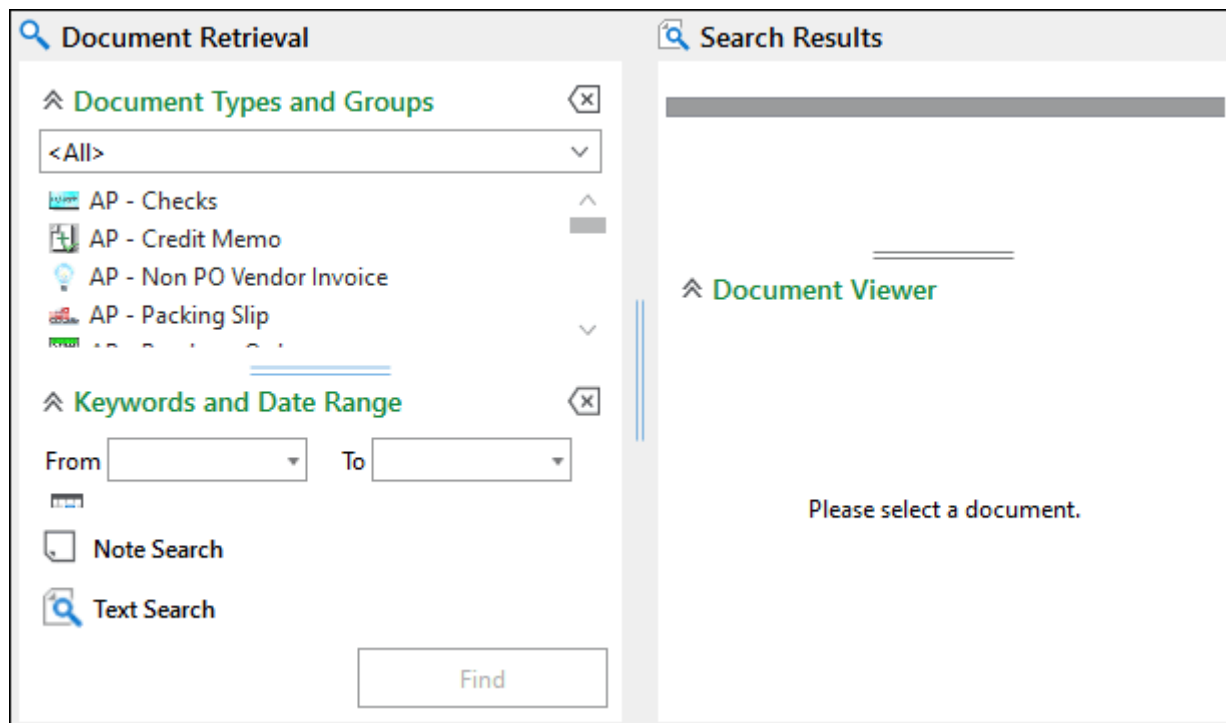 Document Retrieval
Document Types and Groups
<All>
AP - Checks
AP - Credit Memo
AP - Non PO Vendor Invoice
AP - Packing Slip
Keywords and Date Range
From
To
Note Search
Text Search
Find
Search Results
Document Viewer
Please select a document.